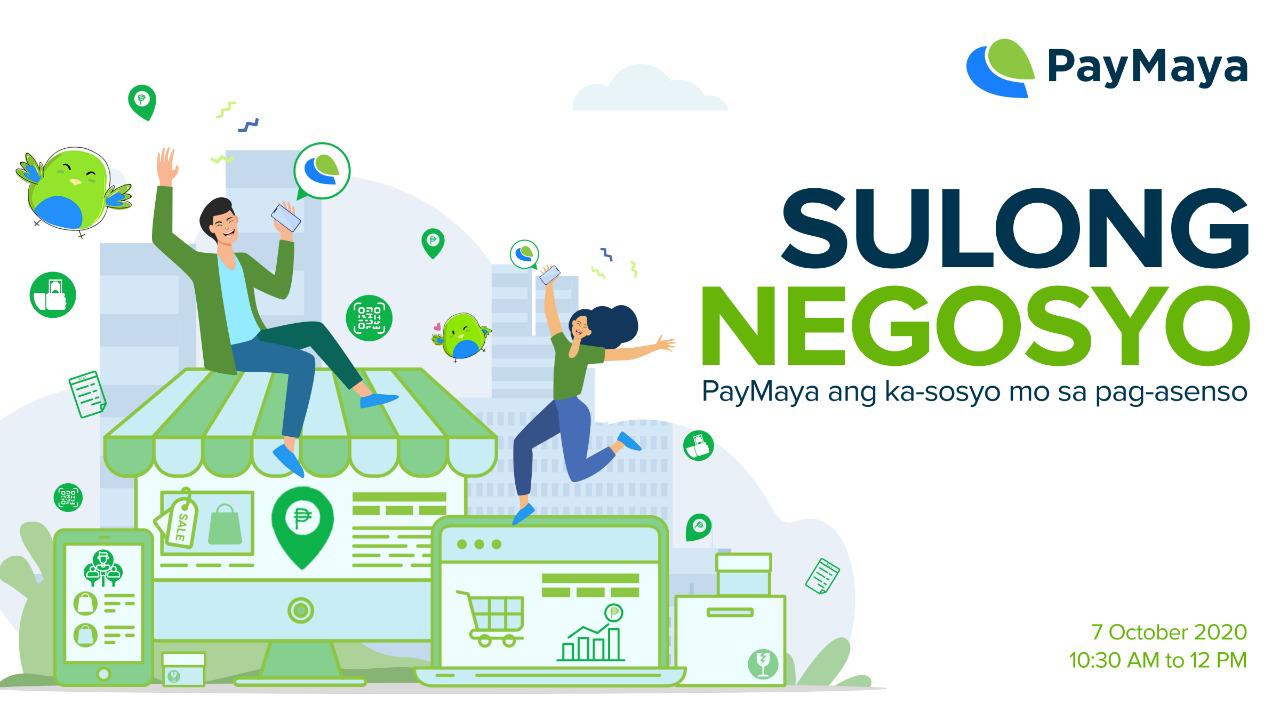 PayMaya
SULONG
NEGOSYO
PayMaya ang ka-sosyo mo sa pag-asenso
SALE
7 October 2020
10:30 AM to 12 PM